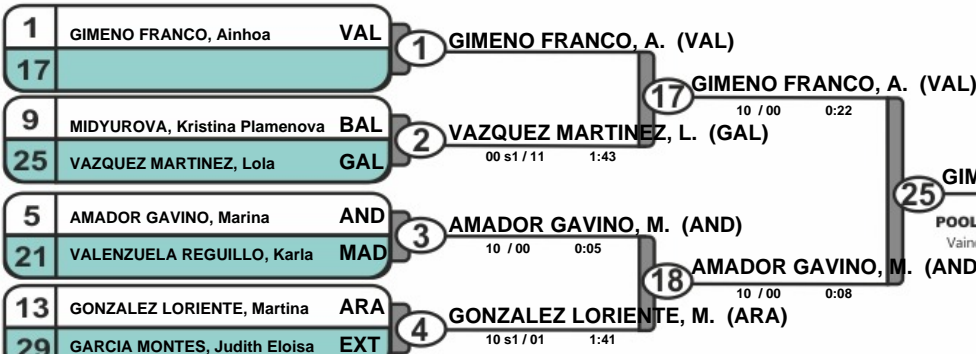 1 GIMENO FRANCO, Ainhoa VAL
17
1 GIMENO FRANCO, A. (VAL)
9 MIDYUROVA, Kristina Plamenova BAL
25 VAZQUEZ MARTINEZ, Lola GAL
2 VAZQUEZ MARTINEZ, L. (GAL)
00 s1 / 11 1:43
17 GIMENO FRANCO, A. (VAL)
10 / 00 0:22
5 AMADOR GAVINO, Marina AND
21 VALENZUELA REGUILLO, Karla MAD
3 AMADOR GAVINO, M. (AND)
10 / 00 0:05
13 GONZALEZ LORIENTE, Martina ARA
29 GARCIA MONTES, Judith Eloisa EXT
4 GONZALEZ LORIENTE, M. (ARA)
10 s1 / 01 1:41
18 AMADOR GAVINO, M. (AND
10 / 00 0:08
25 GIM
POOL